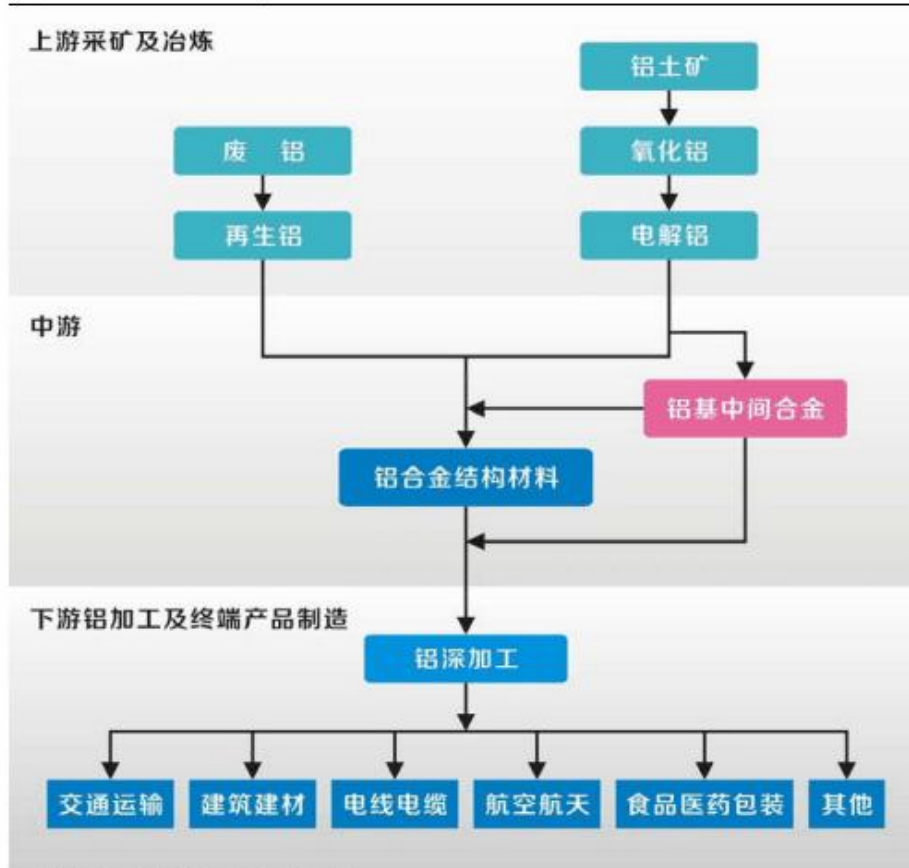 上游采矿及冶炼
铝土矿
废 铝
氧化铝
再生铝
电解铝
中游
铝基中间合金
铝合金结构材料
下游铝加工及终端产品制造
铝深加工
交通运输 建筑建材 电线电缆 航空航天 食品医药包装 其他